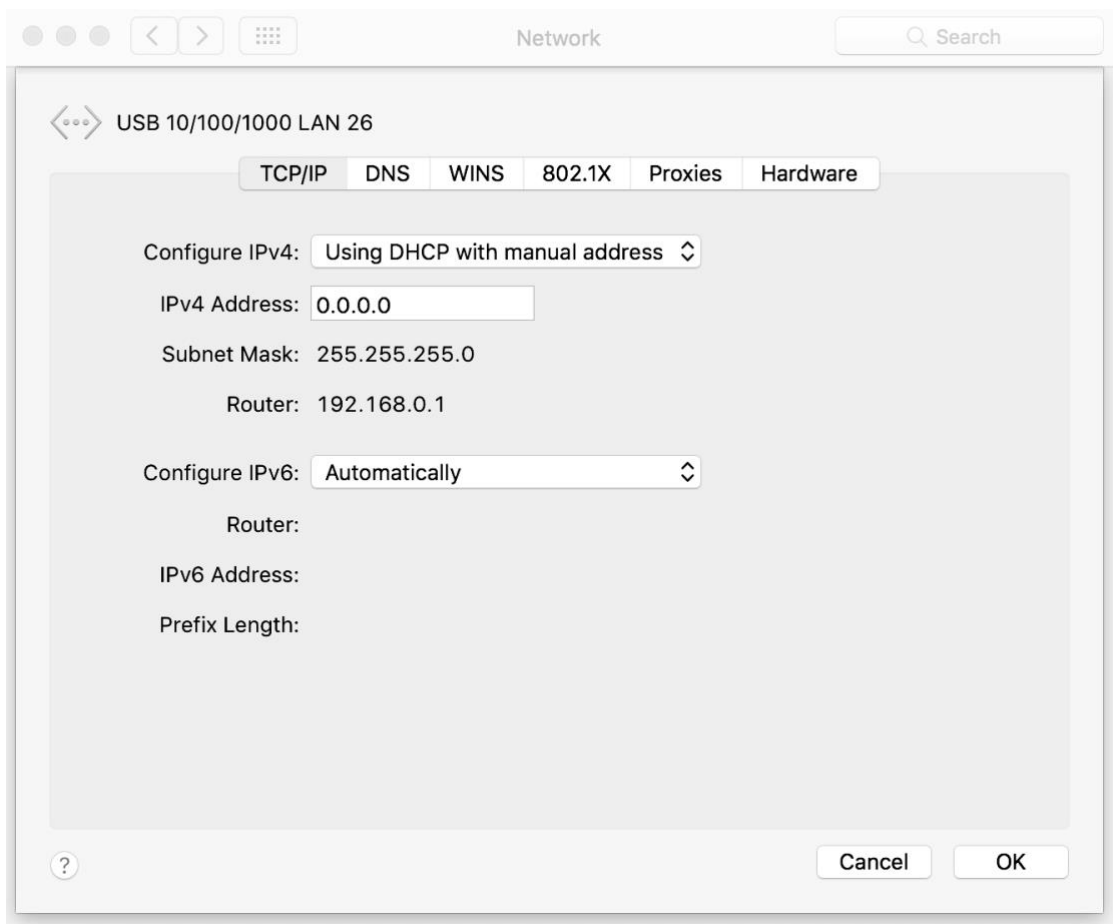 Network
Search
USB 10/100/1000 LAN 26
TCP/IP DNS WINS 802.1X Proxies Hardware
Configure IPv4: Using DHCP with manual address
IPv4 Address: 0.0.0.0
Subnet Mask: 255.255.255.0
Router: 192.168.0.1
Configure IPv6: Automatically
Router:
IPv6 Address:
Prefix Length:
? Cancel OK